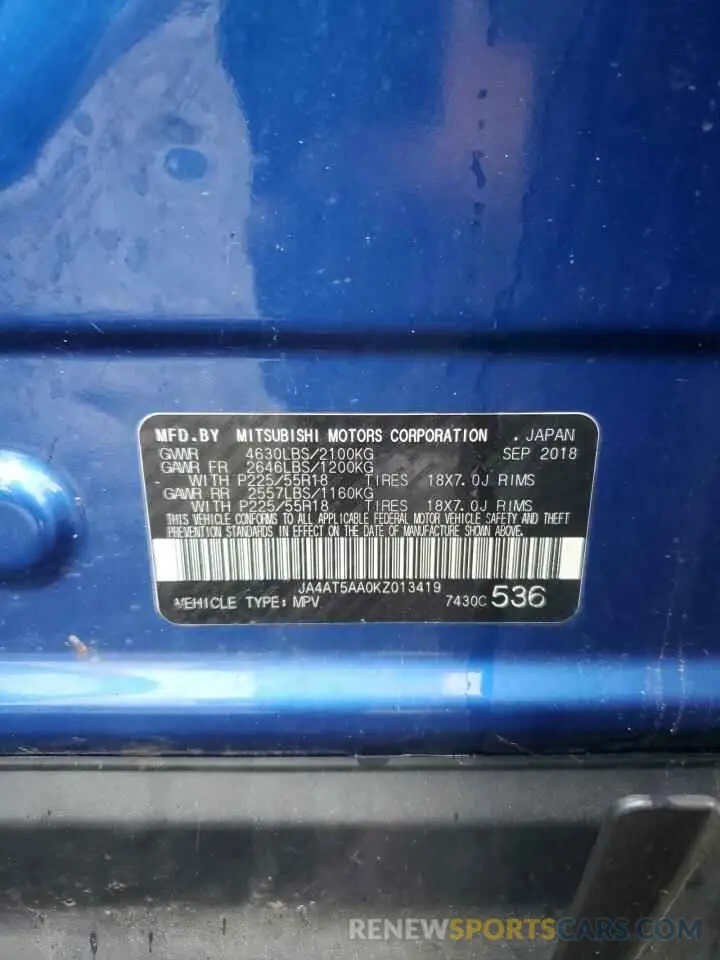 MFD.BY MITSUBISHI MOTORS CORPORATION . JAPAN
GVWR 4630LBS/2100KG SEP 2018
GAWR FR 2646LBS/1200KG
WITH P225/55R18 TIRES 18X7.0J RIMS
GAWR RR 2557LBS/1160KG
WITH P225/55R18 TIRES 18X7.0J RIMS
THIS VEHICLE CONFORMS TO ALL APPLICABLE FEDERAL MOTOR VEHICLE SAFETY AND THEFT
PREVENTION STANDARDS IN EFFECT ON THE DATE OF MANUFACTURE SHOWN ABOVE.
JA4AT5AA0KZ013419
VEHICLE TYPE: MPV 7430C 536
RENEWSPORTSCARS.COM